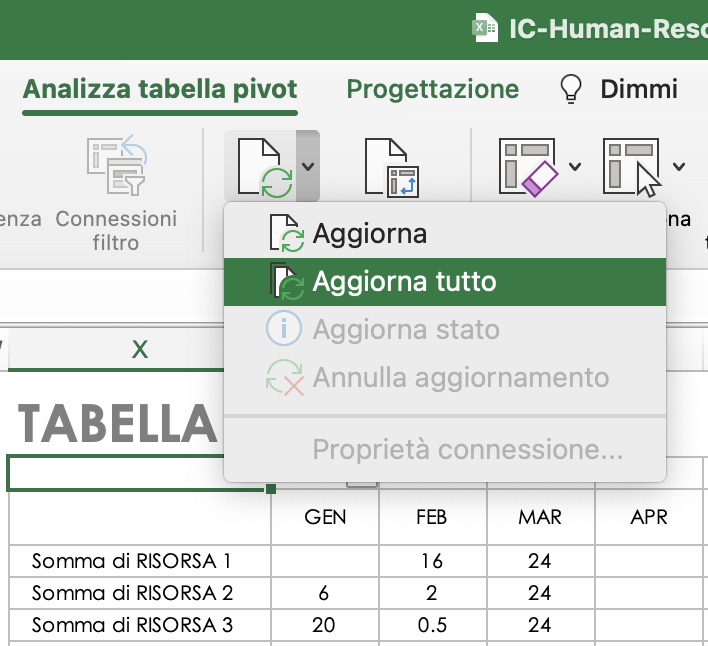 IC-Human-Reso
Analizza tabella pivot Progettazione Dimmi
enza Connessioni filtro
na
Aggiorna
Aggiorna tutto
Aggiorna stato
Annulla aggiornamento
Proprietà connessione...
X
TABELLA
GEN FEB MAR APR
Somma di RISORSA 1 16 24
Somma di RISORSA 2 6 2 24
Somma di RISORSA 3 20 0.5 24